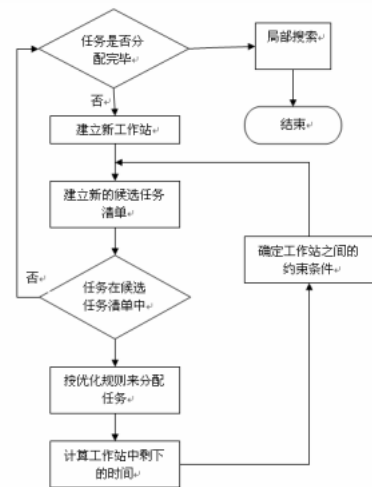 任务是否分
配完毕
局部搜索
否
结束
建立新工作站
建立新的候选任务
清单
确定工作站之间的
约束条件
否
任务在候选
任务清单中
按优化规则来分配
任务
计算工作站中剩下
的时间